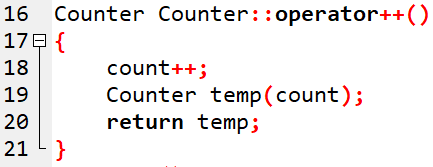 16 Counter Counter::operator++()
17 {
18 count++;
19 Counter temp(count);
20 return temp;
21 }